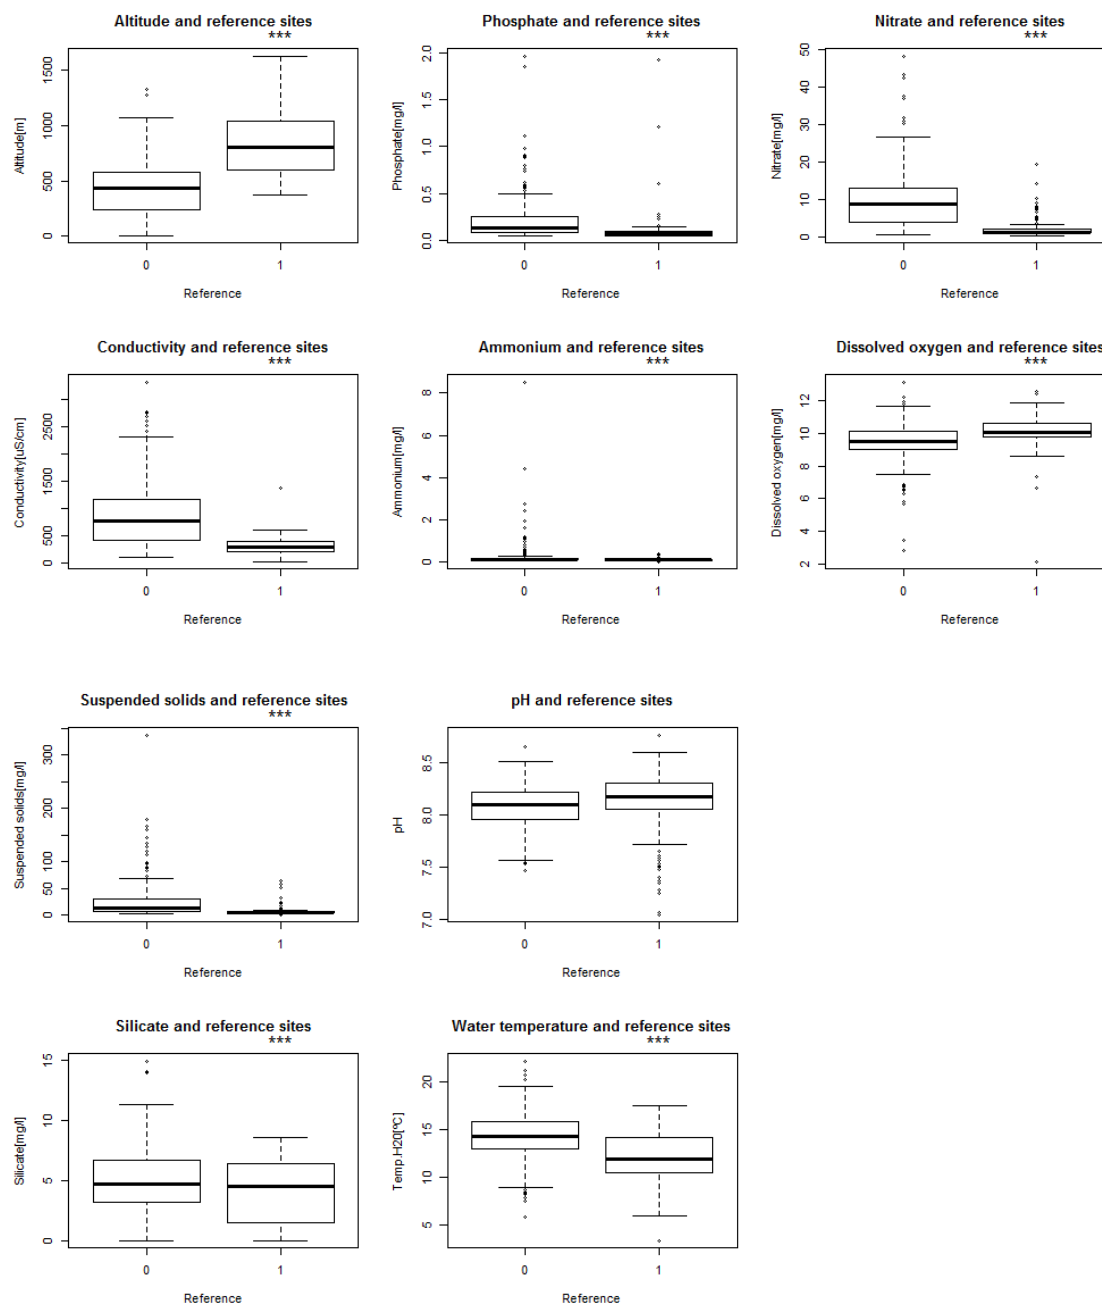 Altitude and reference sites
***
Altitude[m]
1500
1000
500
0
0 1
Reference
Phosphate and reference sites
***
Phosphate[mg/l]
2.0
1.5
1.0
0.5
0.0
0 1
Reference
Nitrate and reference sites
***
Nitrate[mg/l]
50
40
30
20
10
0
0 1
Reference
Conductivity and reference sites
***
Conductivity[uS/cm]
2500
1500
500
0
0 1
Reference
Ammonium and reference sites
***
Ammonium[mg/l]
8
6
4
2
0
0 1
Reference
Dissolved oxygen and reference sites
***
Dissolved oxygen[mg/l]
12
10
8
6
4
2
0 1
Reference
Suspended solids and reference sites
***
Suspended solids[mg/l]
300
200
100
50
0
0 1
Reference
pH and reference sites
pH
8.5
8.0
7.5
7.0
0 1
Reference
Silicate and reference sites
***
Silicate[mg/l]
15
10
5
0
0 1
Reference
Water temperature and reference sites
***
Temp.H20[ºC]
20
15
10
5
0 1
Reference